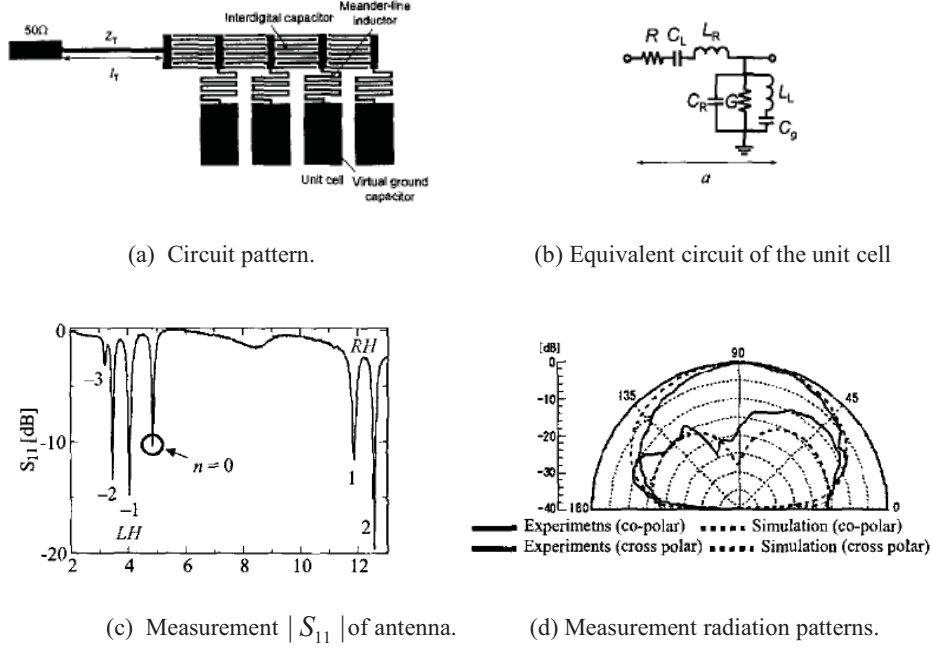 50Ω
Z_T
l_T
Interdigital capacitor
Meander-line
inductor
Unit cell
Virtual ground
capacitor
(a) Circuit pattern.
R
C_L
L_R
C_R
G
L_L
C_g
a
(b) Equivalent circuit of the unit cell
S_11 [dB]
0
-10
-20
2 4 6 8 10 12
−3
−2
−1
LH
n = 0
RH
1
2
(c) Measurement | S_11 | of antenna.
[dB]
0
-10
-20
-30
-40
180
135
90
45
0
Experimetns (co-polar)
Simulation (co-polar)
Experiments (cross polar)
Simulation (cross polar)
(d) Measurement radiation patterns.